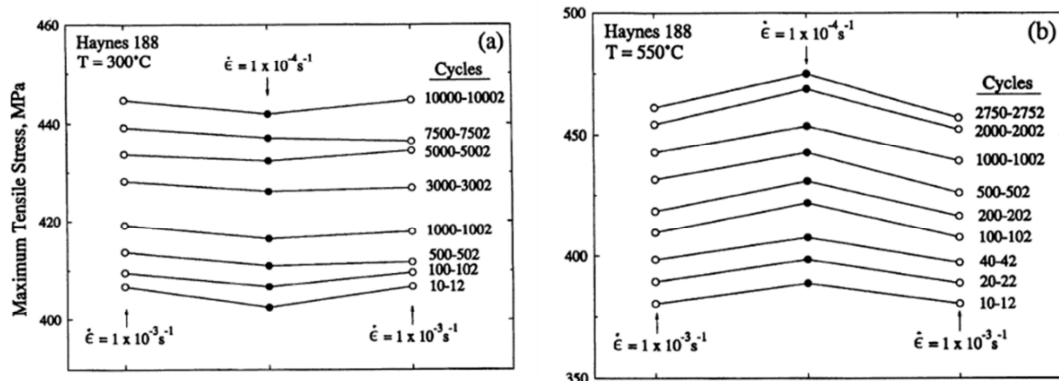 460
Haynes 188
T = 300°C
(a)
ε̇ = 1 x 10⁻⁴s⁻¹
Cycles
10000-10002
7500-7502
5000-5002
3000-3002
1000-1002
500-502
100-102
10-12
440
420
400
Maximum Tensile Stress, MPa
ε̇ = 1 x 10⁻³s⁻¹
ε̇ = 1 x 10⁻³s⁻¹
500
Haynes 188
T = 550°C
(b)
ε̇ = 1 x 10⁻⁴s⁻¹
Cycles
2750-2752
2000-2002
1000-1002
500-502
200-202
100-102
40-42
20-22
10-12
450
400
350
ε̇ = 1 x 10⁻³s⁻¹
ε̇ = 1 x 10⁻³s⁻¹